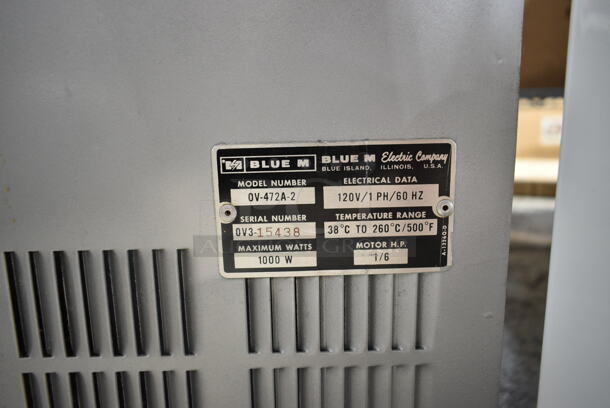 BLUE M BLUE M Electric Company
BLUE ISLAND, ILLINOIS, U.S.A.
MODEL NUMBER ELECTRICAL DATA
OV-472A-2 120V/1 PH/60 HZ
SERIAL NUMBER TEMPERATURE RANGE
OV3-15438 38°C TO 260°C/500°F
MAXIMUM WATTS MOTOR H.P.
1000 W 1/6